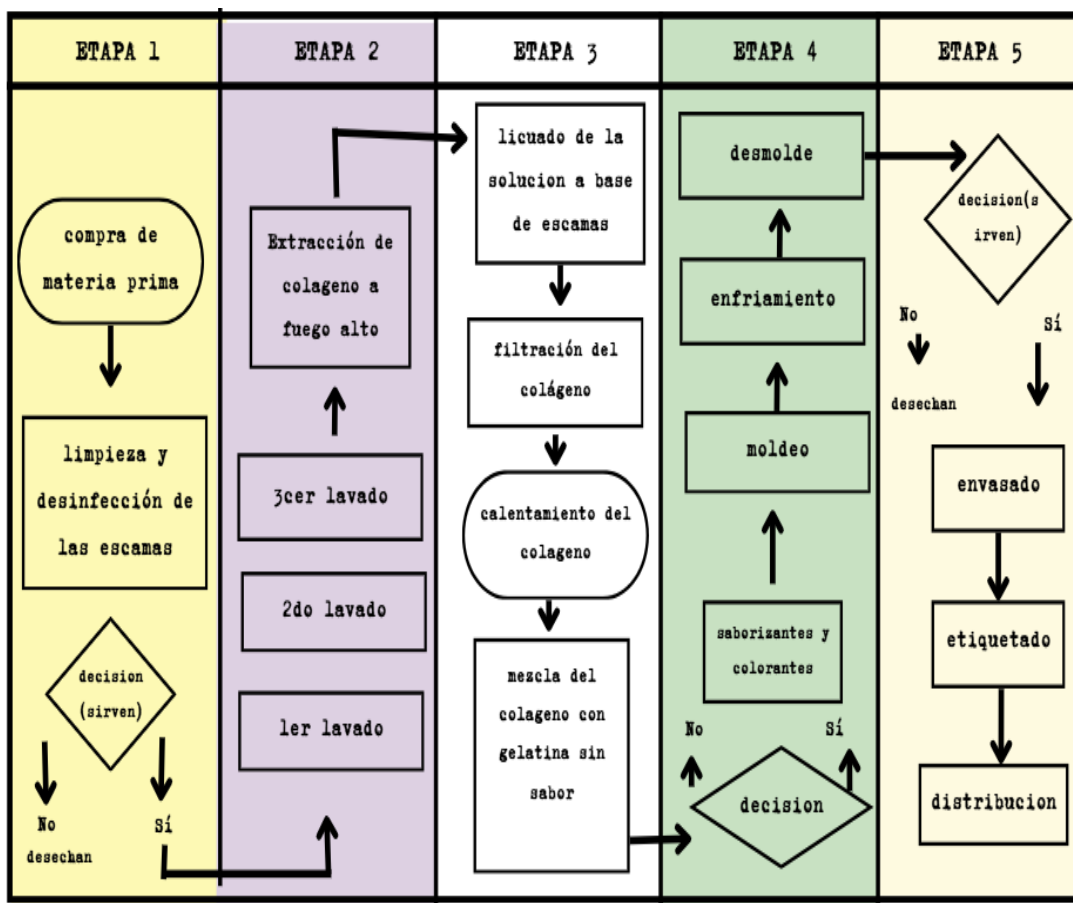 ETAPA 1
ETAPA 2
ETAPA 3
ETAPA 4
ETAPA 5
compra de
materia prima
limpieza y
desinfección de
las escamas
decision
(sirven)
No
desechan
Sí
Extracción de
colageno a
fuego alto
3cer lavado
2do lavado
1er lavado
licuado de la
solucion a base
de escamas
filtración del
colágeno
calentamiento del
colageno
mezcla del
colageno con
gelatina sin
sabor
desmolde
enfriamiento
moldeo
saborizantes y
colorantes
No
Sí
decision
decision(s
irven)
No
desechan
Sí
envasado
etiquetado
distribucion